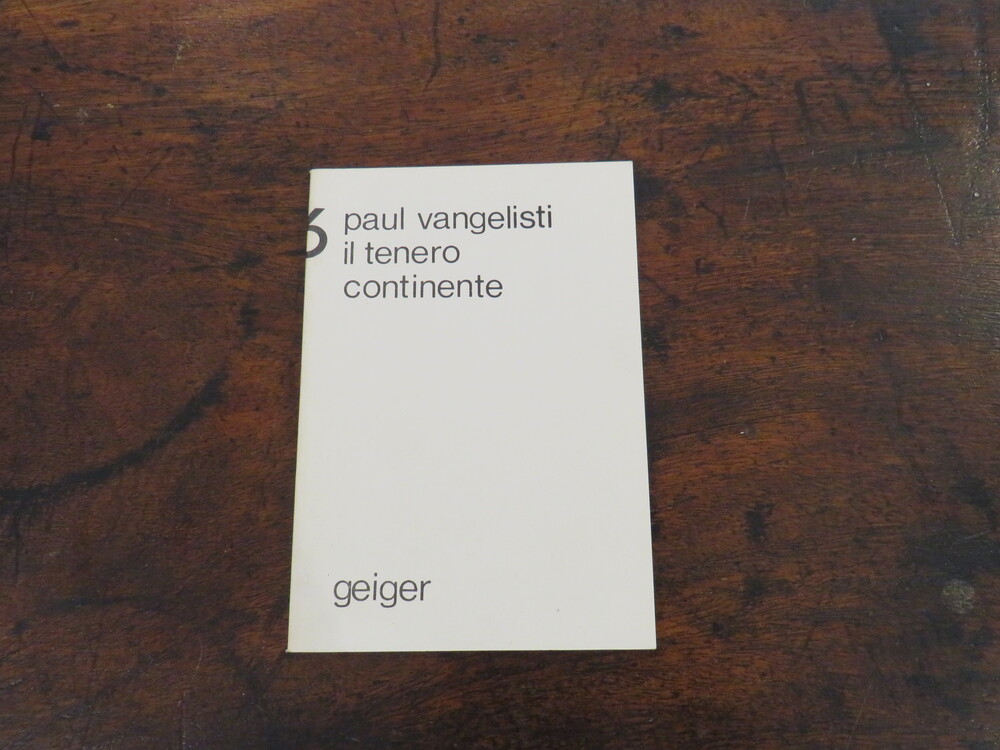 6
paul vangelisti
il tenero
continente
geiger